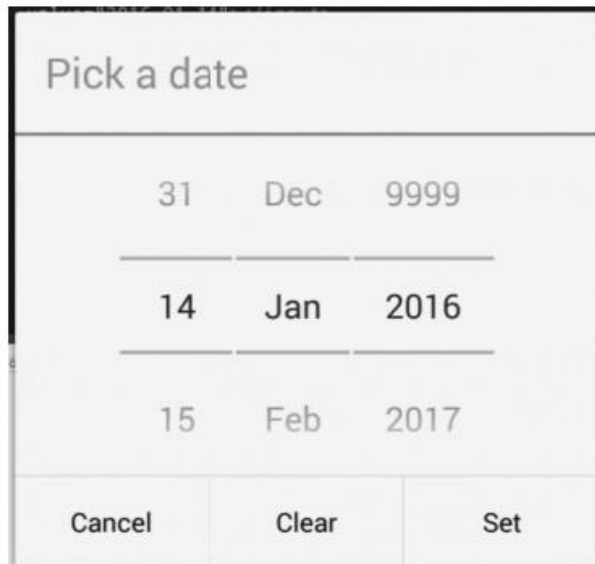 Pick a date
31 Dec 9999
14 Jan 2016
15 Feb 2017
Cancel Clear Set